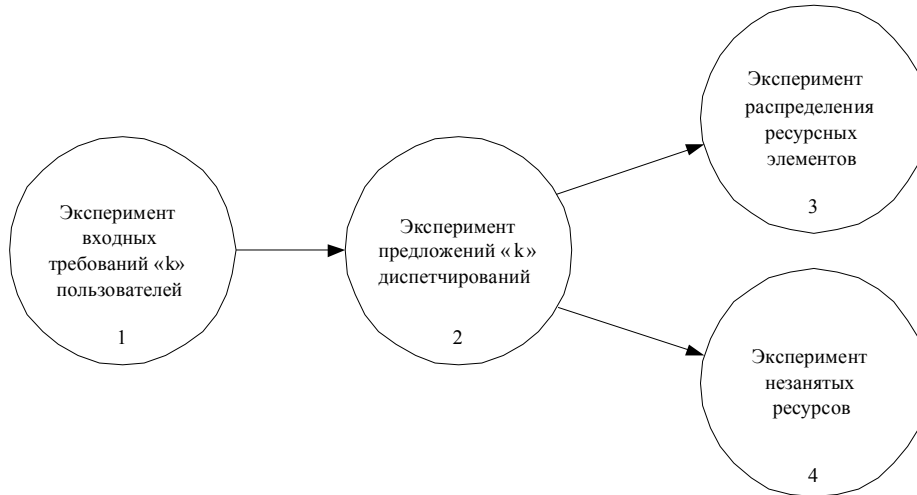 Эксперимент
входных
требований «k»
пользователей
1
Эксперимент
предложений «k»
диспетчирований
2
Эксперимент
распределения
ресурсных
элементов
3
Эксперимент
незанятых
ресурсов
4